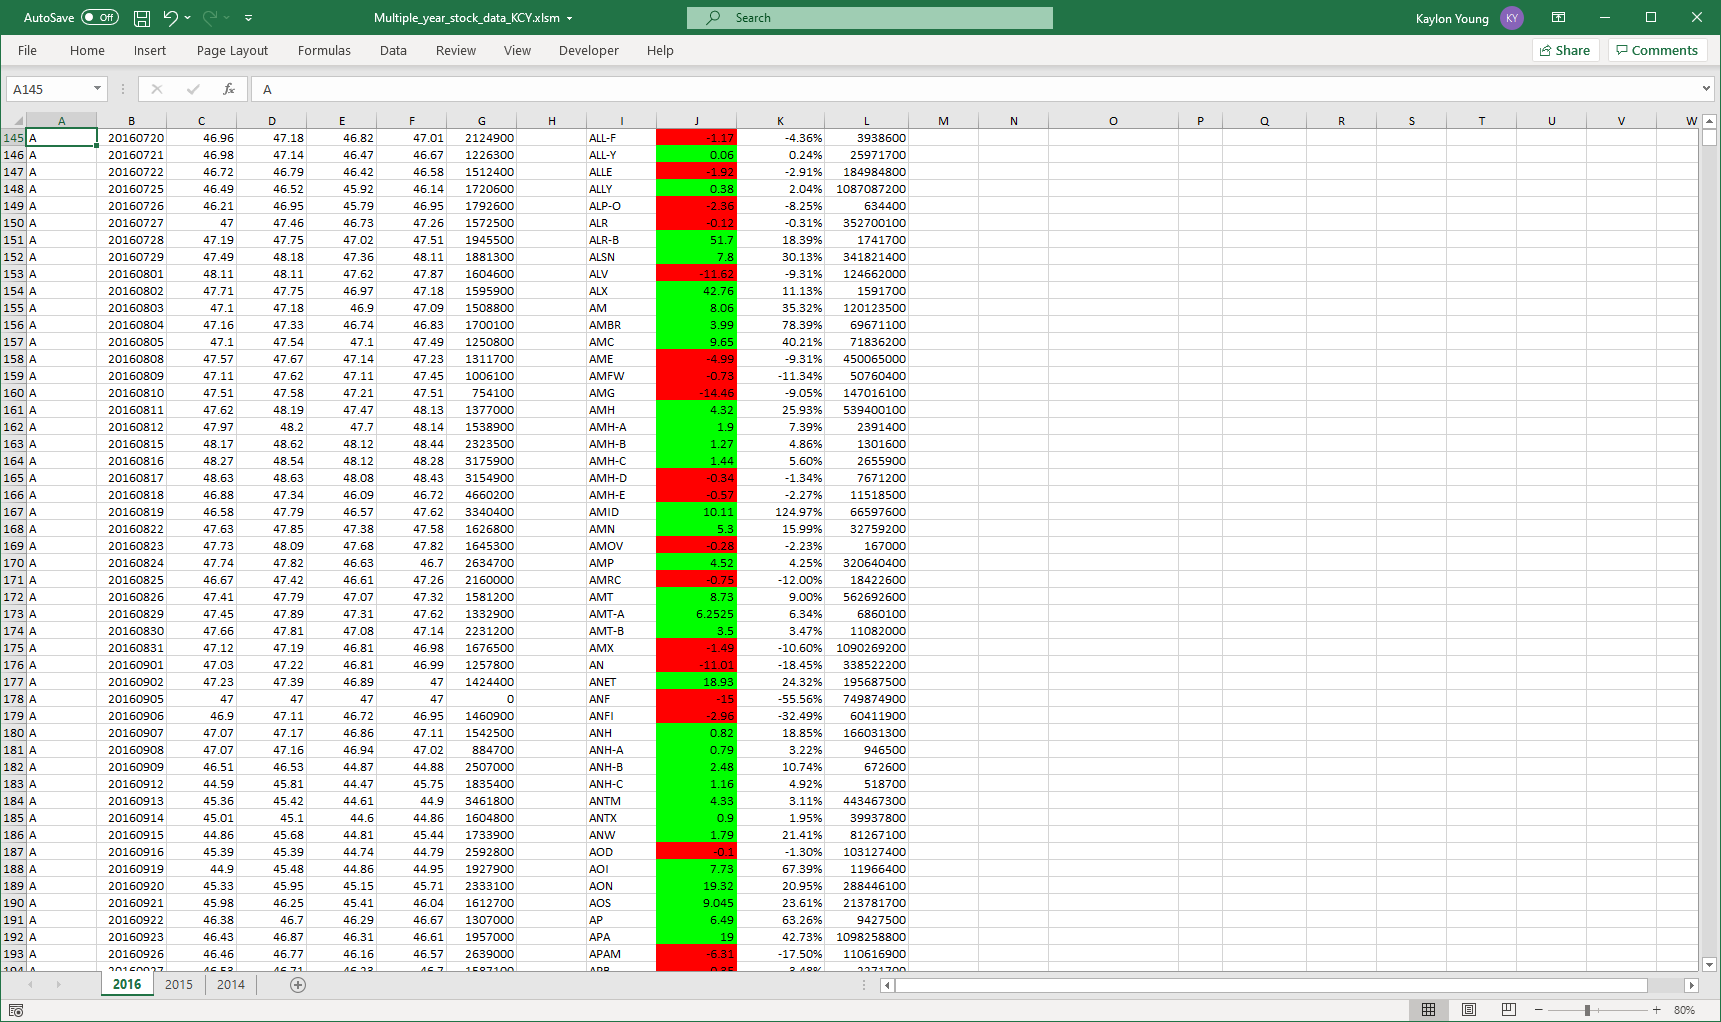 AutoSave Off Multiple_year_stock_data_KCY.xlsm Search Kaylon Young KY
File Home Insert Page Layout Formulas Data Review View Developer Help Share Comments
A145 fx A
A B C D E F G H I J K L M N O P Q R S T U V W
145 A 20160720 46.96 47.18 46.82 47.01 2124900 ALL-F -1.17 -4.36% 3938600
146 A 20160721 46.98 47.14 46.47 46.67 1226300 ALL-Y 0.06 0.24% 25971700
147 A 20160722 46.72 46.79 46.42 46.58 1512400 ALLE -1.92 -2.91% 184984800
148 A 20160725 46.49 46.52 45.92 46.14 1720600 ALLY 0.38 2.04% 1087087200
149 A 20160726 46.21 46.95 45.79 46.95 1792600 ALP-O -2.36 -8.25% 634400
150 A 20160727 47 47.46 46.73 47.26 1572500 ALR -0.12 -0.31% 352700100
151 A 20160728 47.19 47.75 47.02 47.51 1945500 ALR-B 51.7 18.39% 1741700
152 A 20160729 47.49 48.18 47.36 48.11 1881300 ALSN 7.8 30.13% 341821400
153 A 20160801 48.11 48.11 47.62 47.87 1604600 ALV -11.62 -9.31% 124662000
154 A 20160802 47.71 47.75 46.97 47.18 1595900 ALX 42.76 11.13% 1591700
155 A 20160803 47.1 47.18 46.9 47.09 1508800 AM 8.06 35.32% 120123500
156 A 20160804 47.16 47.33 46.74 46.83 1700100 AMBR 3.99 78.39% 69671100
157 A 20160805 47.1 47.54 47.1 47.49 1250800 AMC 9.65 40.21% 71836200
158 A 20160808 47.57 47.67 47.14 47.23 1311700 AME -4.99 -9.31% 450065000
159 A 20160809 47.11 47.62 47.11 47.45 1006100 AMFW -0.73 -11.34% 50760400
160 A 20160810 47.51 47.58 47.21 47.51 754100 AMG -14.46 -9.05% 147016100
161 A 20160811 47.62 48.19 47.47 48.13 1377000 AMH 4.32 25.93% 539400100
162 A 20160812 47.97 48.2 47.7 48.14 1538900 AMH-A 1.9 7.39% 2391400
163 A 20160815 48.17 48.62 48.12 48.44 2323500 AMH-B 1.27 4.86% 1301600
164 A 20160816 48.27 48.54 48.12 48.28 3175900 AMH-C 1.44 5.60% 2655900
165 A 20160817 48.63 48.63 48.08 48.43 3154900 AMH-D -0.34 -1.34% 7671200
166 A 20160818 46.88 47.34 46.09 46.72 4660200 AMH-E -0.57 -2.27% 11518500
167 A 20160819 46.58 47.79 46.57 47.62 3340400 AMID 10.11 124.97% 66597600
168 A 20160822 47.63 47.85 47.38 47.58 1626800 AMN 5.3 15.99% 32759200
169 A 20160823 47.73 48.09 47.68 47.82 1645300 AMOV -0.28 -2.23% 167000
170 A 20160824 47.74 47.82 46.63 46.7 2634700 AMP 4.52 4.25% 320640400
171 A 20160825 46.67 47.42 46.61 47.26 2160000 AMRC -0.75 -12.00% 18422600
172 A 20160826 47.41 47.79 47.07 47.32 1581200 AMT 8.73 9.00% 562692600
173 A 20160829 47.45 47.89 47.31 47.62 1332900 AMT-A 6.2525 6.34% 6860100
174 A 20160830 47.66 47.81 47.08 47.14 2231200 AMT-B 3.5 3.47% 11082000
175 A 20160831 47.12 47.19 46.81 46.98 1676500 AMX -1.49 -10.60% 1090269200
176 A 20160901 47.03 47.22 46.81 46.99 1257800 AN -11.01 -18.45% 338522200
177 A 20160902 47.23 47.39 46.89 47 1424400 ANET 18.93 24.32% 195687500
178 A 20160905 47 47 47 47 0 ANF -15 -55.56% 749874900
179 A 20160906 46.9 47.11 46.72 46.95 1460900 ANFI -2.96 -32.49% 60411900
180 A 20160907 47.07 47.17 46.86 47.11 1542500 ANH 0.82 18.85% 166031300
181 A 20160908 47.07 47.16 46.94 47.02 884700 ANH-A 0.79 3.22% 946500
182 A 20160909 46.51 46.53 44.87 44.88 2507000 ANH-B 2.48 10.74% 672600
183 A 20160912 44.59 45.81 44.47 45.75 1835400 ANH-C 1.16 4.92% 518700
184 A 20160913 45.36 45.42 44.61 44.9 3461800 ANTM 4.33 3.11% 443467300
185 A 20160914 45.01 45.1 44.6 44.86 1604800 ANTX 0.9 1.95% 39937800
186 A 20160915 44.86 45.68 44.81 45.44 1733900 ANW 1.79 21.41% 81267100
187 A 20160916 45.39 45.39 44.74 44.79 2592800 AOD -0.1 -1.30% 103127400
188 A 20160919 44.9 45.48 44.86 44.95 1927900 AOI 7.73 67.39% 11966400
189 A 20160920 45.33 45.95 45.15 45.71 2333100 AON 19.32 20.95% 288446100
190 A 20160921 45.98 46.25 45.41 46.04 1612700 AOS 9.045 23.61% 213781700
191 A 20160922 46.38 46.7 46.29 46.67 1307000 AP 6.49 63.26% 9427500
192 A 20160923 46.43 46.87 46.31 46.61 1957000 APA 19 42.73% 1098258800
193 A 20160926 46.46 46.77 46.16 46.57 2639000 APAM -6.31 -17.50% 110616900
194 A 20160927
2016 2015 2014
80%